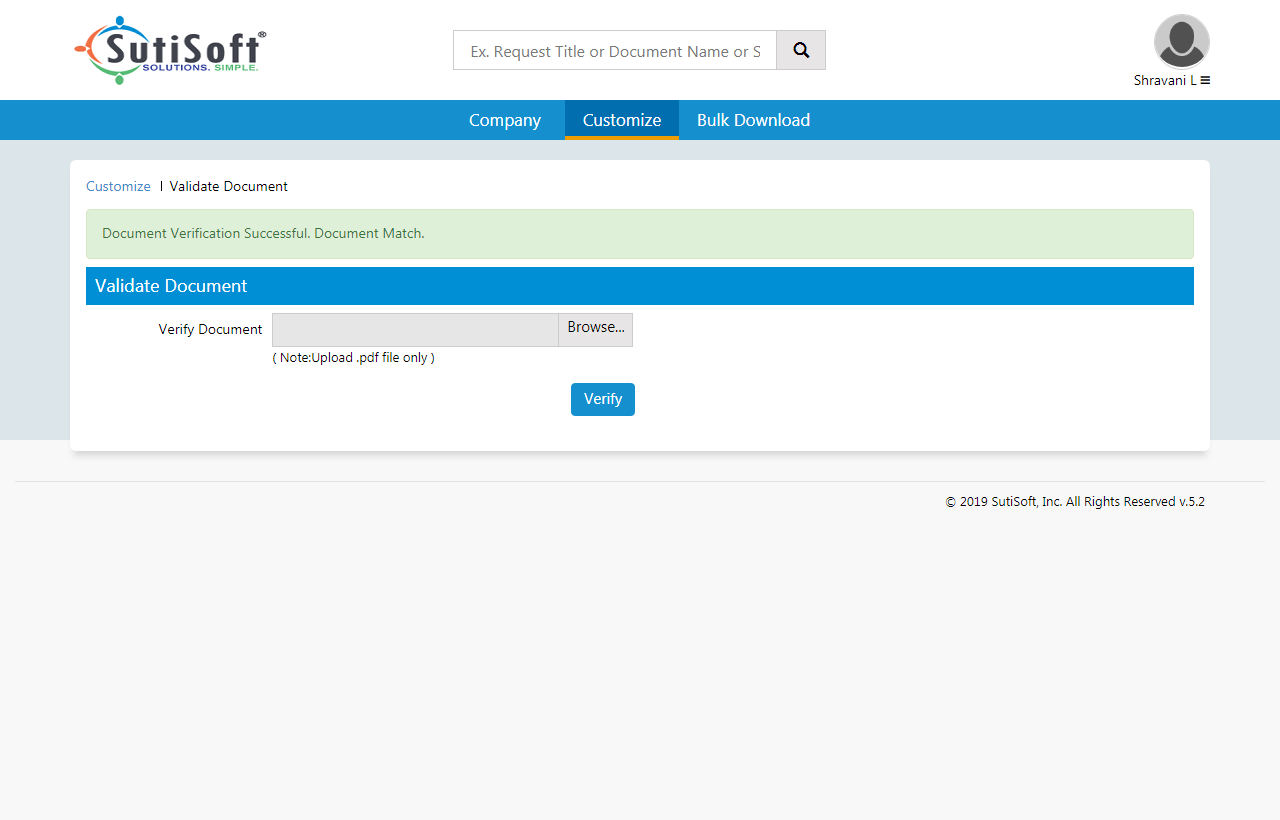 SutiSoft®
SOLUTIONS. SIMPLE.
Ex. Request Title or Document Name or S
Shravani L
Company
Customize
Bulk Download
Customize | Validate Document
Document Verification Successful. Document Match.
Validate Document
Verify Document
Browse...
( Note:Upload .pdf file only )
Verify
© 2019 SutiSoft, Inc. All Rights Reserved v.5.2